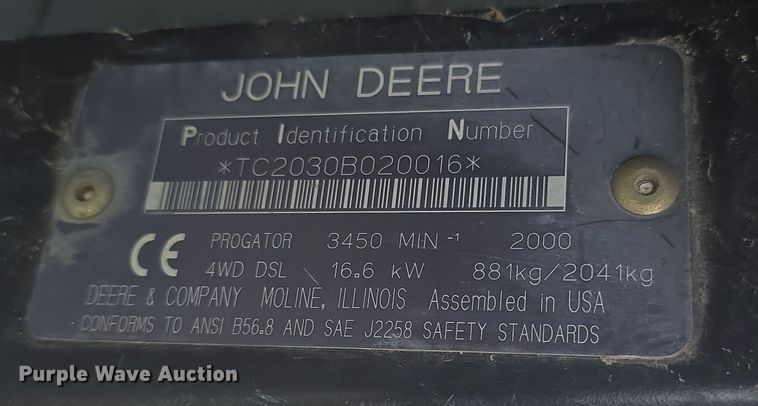 JOHN DEERE
Product Identification Number
*TC2030B020016*
CE PROGATOR 3450 MIN -1 2000
4WD DSL 16.6 kW 881kg/2041kg
DEERE & COMPANY MOLINE, ILLINOIS Assembled in USA
CONFORMS TO ANSI B56.8 AND SAE J2258 SAFETY STANDARDS
Purple Wave Auction